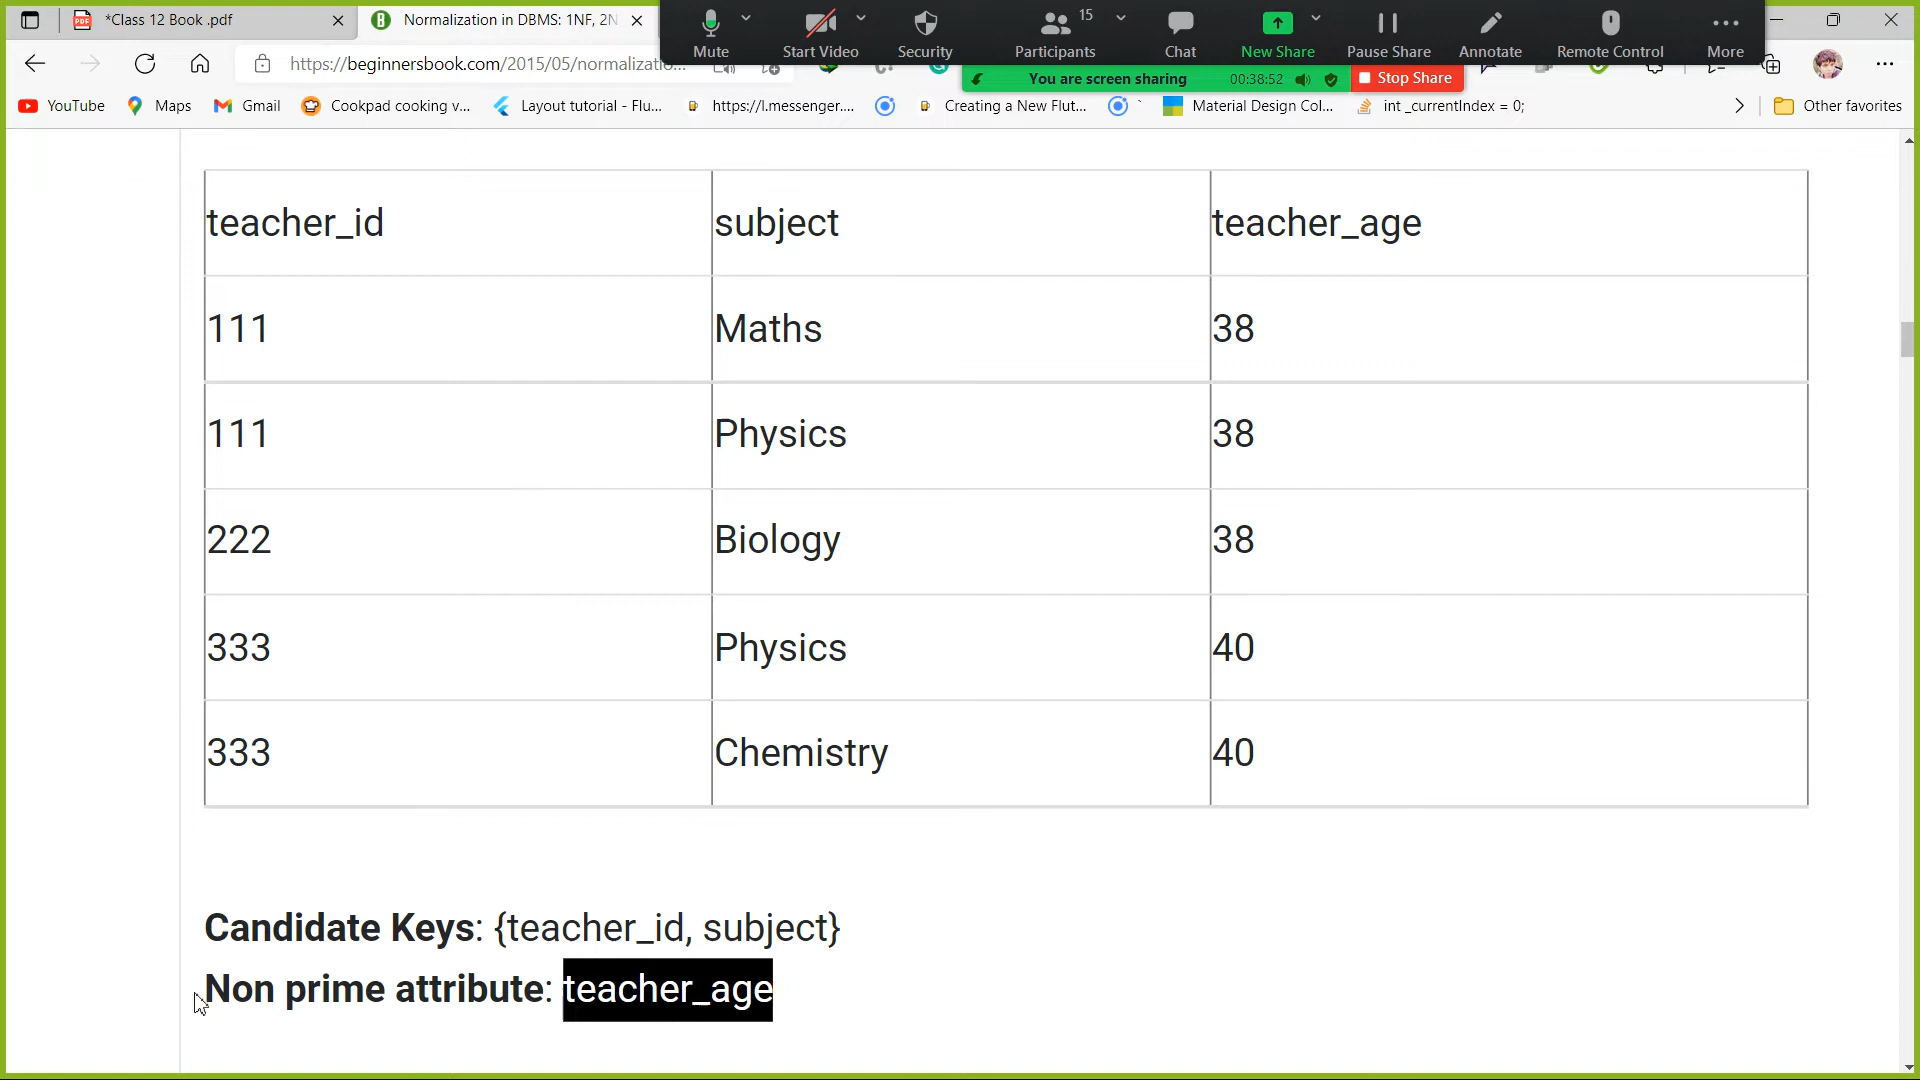 *Class 12 Book .pdf
Normalization in DBMS: 1NF, 2N
Mute
Start Video
Security
15
Participants
Chat
New Share
Pause Share
Annotate
Remote Control
More
https://beginnersbook.com/2015/05/normalizatio...
You are screen sharing
00:38:52
Stop Share
YouTube
Maps
Gmail
Cookpad cooking v...
Layout tutorial - Flu...
https://l.messenger....
Creating a New Flut...
Material Design Col...
int _currentIndex = 0;
Other favorites
teacher_id subject teacher_age
111 Maths 38
111 Physics 38
222 Biology 38
333 Physics 40
333 Chemistry 40
Candidate Keys: {teacher_id, subject}
Non prime attribute: teacher_age